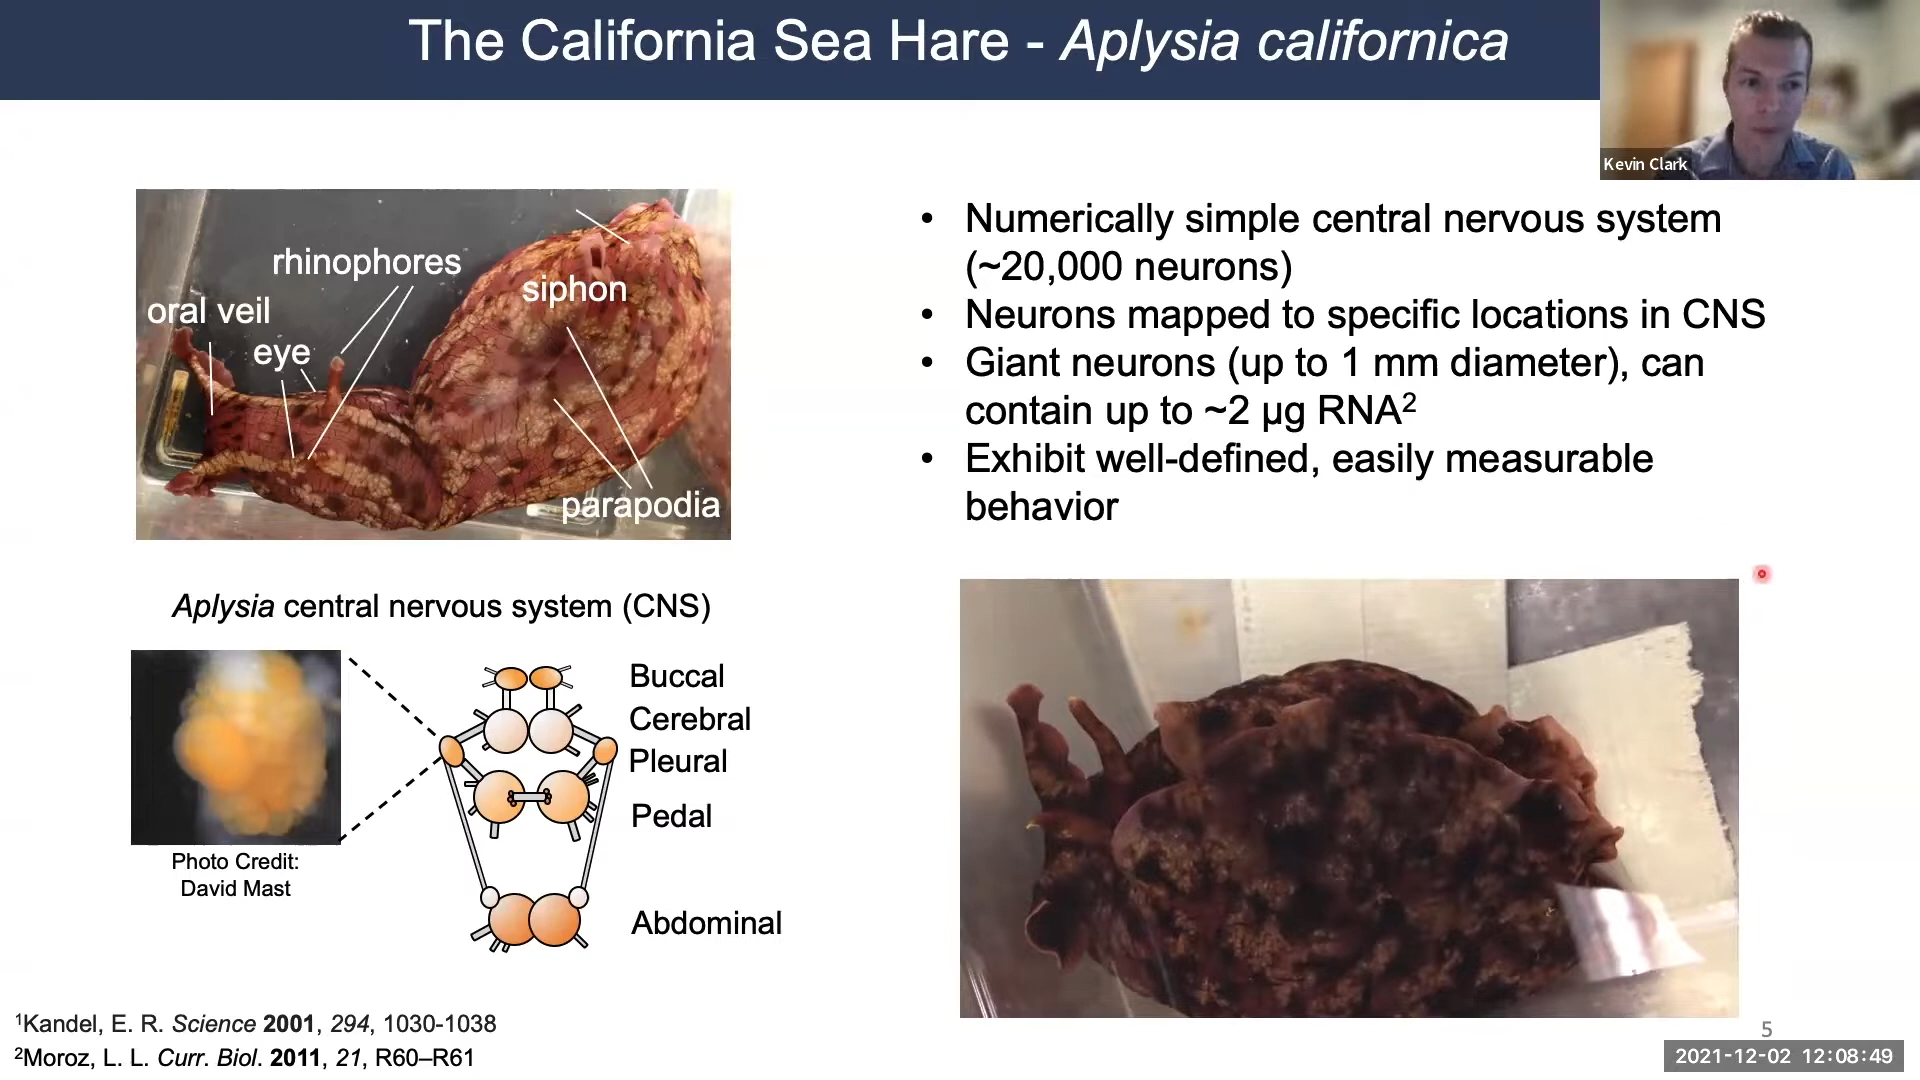 The California Sea Hare - Aplysia californica
Kevin Clark
rhinophores
siphon
oral veil
eye
parapodia
• Numerically simple central nervous system
(~20,000 neurons)
• Neurons mapped to specific locations in CNS
• Giant neurons (up to 1 mm diameter), can
contain up to ~2 µg RNA²
• Exhibit well-defined, easily measurable
behavior
Aplysia central nervous system (CNS)
Buccal
Cerebral
Pleural
Pedal
Abdominal
Photo Credit:
David Mast
¹Kandel, E. R. Science 2001, 294, 1030-1038
²Moroz, L. L. Curr. Biol. 2011, 21, R60–R61
5
2021-12-02 12:08:49